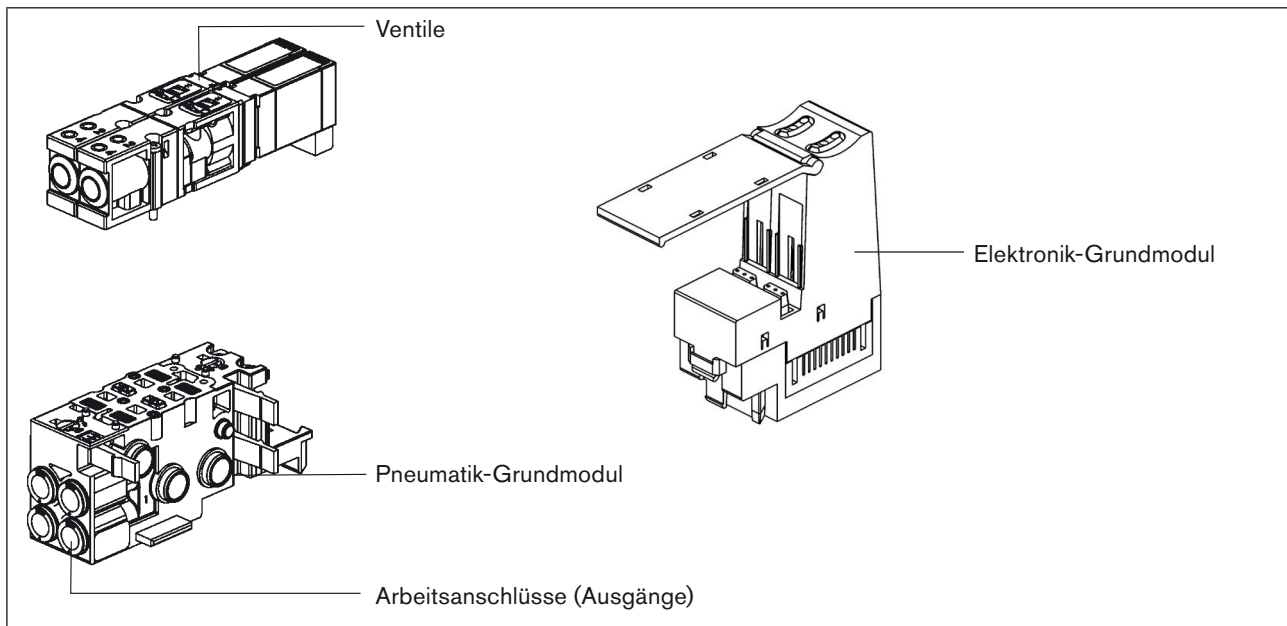 Ventile
Elektronik-Grundmodul
Pneumatik-Grundmodul
Arbeitsanschlüsse (Ausgänge)